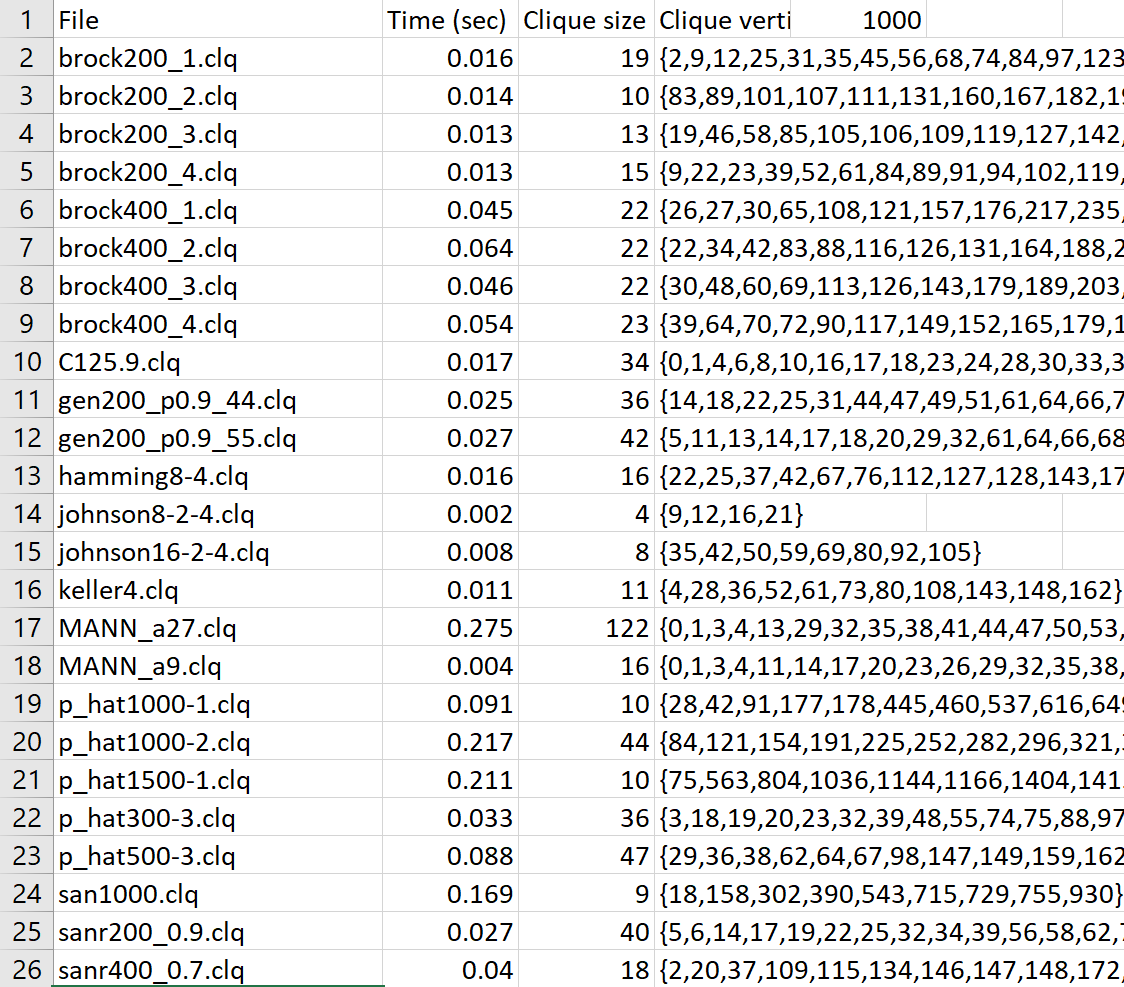 1 File Time (sec) Clique size Clique verti 1000
2 brock200_1.clq 0.016 19 {2,9,12,25,31,35,45,56,68,74,84,97,123
3 brock200_2.clq 0.014 10 {83,89,101,107,111,131,160,167,182,19
4 brock200_3.clq 0.013 13 {19,46,58,85,105,106,109,119,127,142,
5 brock200_4.clq 0.013 15 {9,22,23,39,52,61,84,89,91,94,102,119,
6 brock400_1.clq 0.045 22 {26,27,30,65,108,121,157,176,217,235,
7 brock400_2.clq 0.064 22 {22,34,42,83,88,116,126,131,164,188,2
8 brock400_3.clq 0.046 22 {30,48,60,69,113,126,143,179,189,203,
9 brock400_4.clq 0.054 23 {39,64,70,72,90,117,149,152,165,179,1
10 C125.9.clq 0.017 34 {0,1,4,6,8,10,16,17,18,23,24,28,30,33,3
11 gen200_p0.9_44.clq 0.025 36 {14,18,22,25,31,44,47,49,51,61,64,66,7
12 gen200_p0.9_55.clq 0.027 42 {5,11,13,14,17,18,20,29,32,61,64,66,68
13 hamming8-4.clq 0.016 16 {22,25,37,42,67,76,112,127,128,143,17
14 johnson8-2-4.clq 0.002 4 {9,12,16,21}
15 johnson16-2-4.clq 0.008 8 {35,42,50,59,69,80,92,105}
16 keller4.clq 0.011 11 {4,28,36,52,61,73,80,108,143,148,162}
17 MANN_a27.clq 0.275 122 {0,1,3,4,13,29,32,35,38,41,44,47,50,53,
18 MANN_a9.clq 0.004 16 {0,1,3,4,11,14,17,20,23,26,29,32,35,38,
19 p_hat1000-1.clq 0.091 10 {28,42,91,177,178,445,460,537,616,649
20 p_hat1000-2.clq 0.217 44 {84,121,154,191,225,252,282,296,321,3
21 p_hat1500-1.clq 0.211 10 {75,563,804,1036,1144,1166,1404,141
22 p_hat300-3.clq 0.033 36 {3,18,19,20,23,32,39,48,55,74,75,88,97
23 p_hat500-3.clq 0.088 47 {29,36,38,62,64,67,98,147,149,159,162
24 san1000.clq 0.169 9 {18,158,302,390,543,715,729,755,930}
25 sanr200_0.9.clq 0.027 40 {5,6,14,17,19,22,25,32,34,39,56,58,62,7
26 sanr400_0.7.clq 0.04 18 {2,20,37,109,115,134,146,147,148,172,